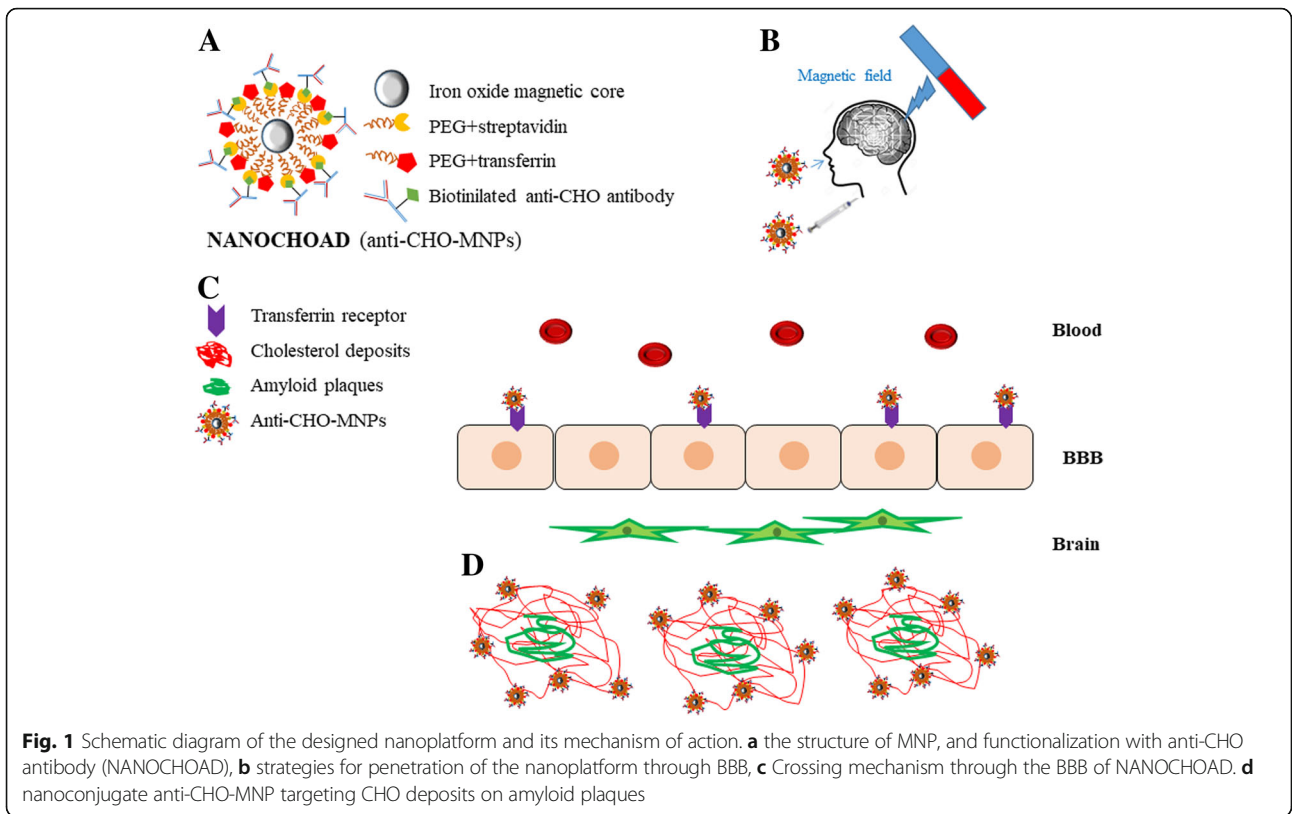 A
Iron oxide magnetic core
PEG+streptavidin
PEG+transferrin
Biotinilated anti-CHO antibody
NANOCHOAD (anti-CHO-MNPs)
B
Magnetic field
C
Transferrin receptor
Cholesterol deposits
Amyloid plaques
Anti-CHO-MNPs
Blood
BBB
Brain
D
Fig. 1 Schematic diagram of the designed nanoplatform and its mechanism of action. a the structure of MNP, and functionalization with anti-CHO
antibody (NANOCHOAD), b strategies for penetration of the nanoplatform through BBB, c Crossing mechanism through the BBB of NANOCHOAD. d
nanoconjugate anti-CHO-MNP targeting CHO deposits on amyloid plaques